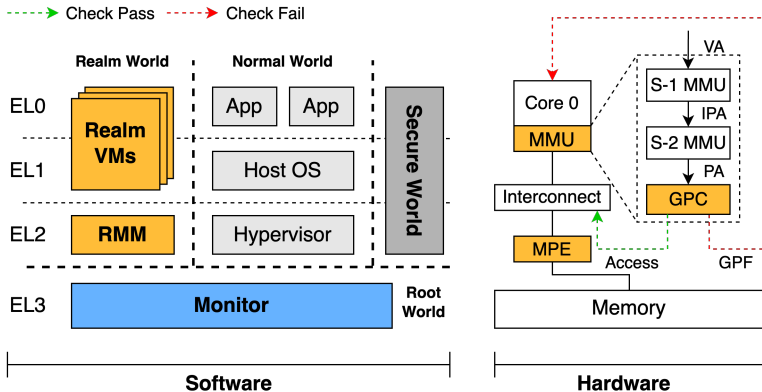 Check Pass
Check Fail
Realm World
Normal World
EL0
EL1
EL2
EL3
Realm
VMs
App
App
Host OS
RMM
Hypervisor
Secure World
Monitor
Root
World
Software
Core 0
MMU
Interconnect
MPE
Memory
VA
S-1 MMU
IPA
S-2 MMU
PA
GPC
Access
GPF
Hardware